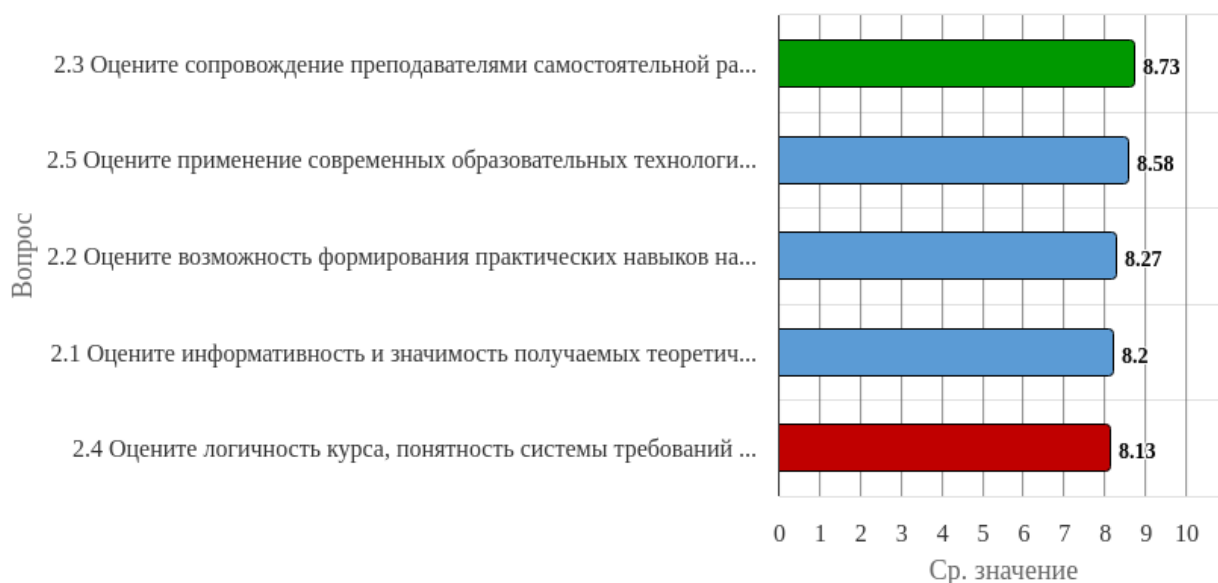 2.3 Оцените сопровождение преподавателями самостоятельной ра...
8.73
2.5 Оцените применение современных образовательных технологи...
8.58
2.2 Оцените возможность формирования практических навыков на...
8.27
2.1 Оцените информативность и значимость получаемых теоретич...
8.2
2.4 Оцените логичность курса, понятность системы требований ...
8.13
Вопрос
0 1 2 3 4 5 6 7 8 9 10
Ср. значение